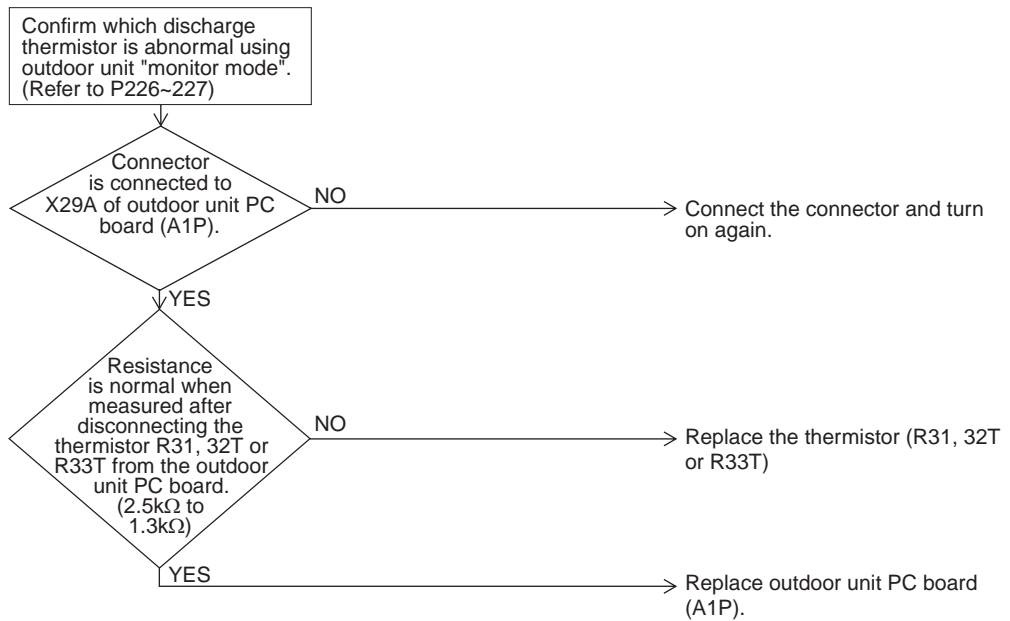 Confirm which discharge
thermistor is abnormal using
outdoor unit "monitor mode".
(Refer to P226~227)
Connector
is connected to
X29A of outdoor unit PC
board (A1P).
NO
Connect the connector and turn
on again.
YES
Resistance
is normal when
measured after
disconnecting the
thermistor R31, 32T or
R33T from the outdoor
unit PC board.
(2.5kΩ to
1.3kΩ)
NO
Replace the thermistor (R31, 32T
or R33T)
YES
Replace outdoor unit PC board
(A1P).